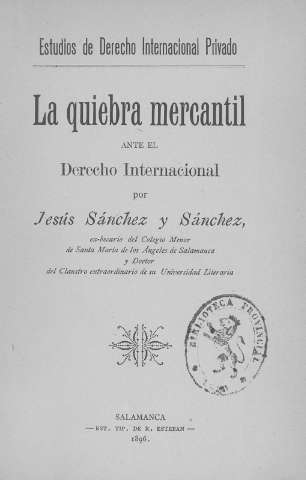 Estudios de Derecho Internacional Privado
La quiebra mercantil
ANTE EL
Derecho Internacional
por
Jesús Sánchez y Sánchez,
ex-becario del Colegio Menor
de Santa María de los Ángeles de Salamanca
y Doctor
del Claustro extraordinario de su Universidad Literaria
BIBLIOTECA PROVINCIAL
SALAMANCA
— EST. TIP. DE R. ESTEBAN —
1896.